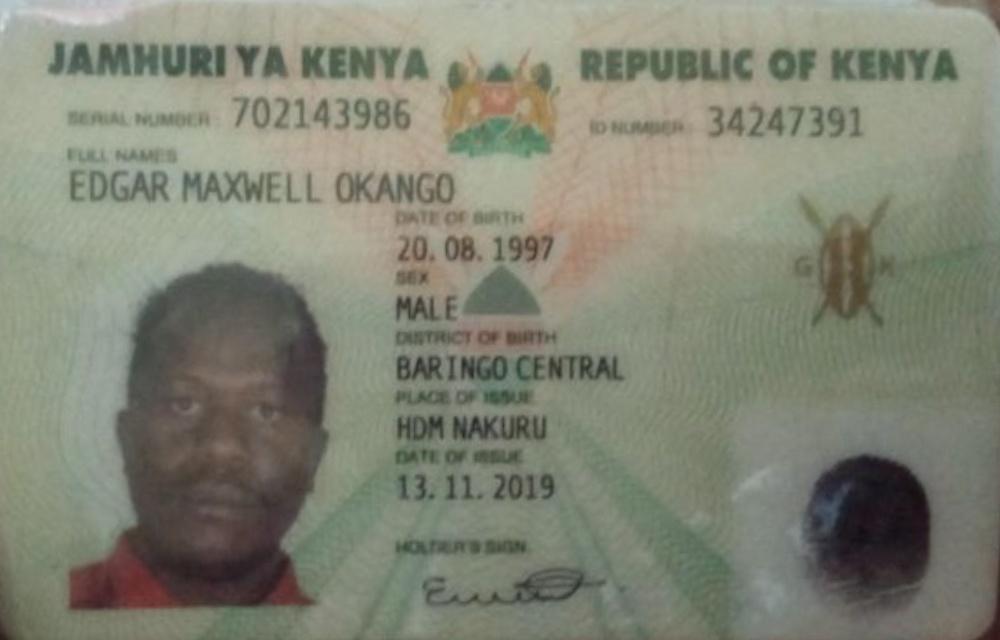 JAMHURI YA KENYA REPUBLIC OF KENYA
SERIAL NUMBER: 702143986 ID NUMBER: 34247391
FULL NAMES
EDGAR MAXWELL OKANGO
DATE OF BIRTH
20. 08. 1997
SEX
MALE
DISTRICT OF BIRTH
BARINGO CENTRAL
PLACE OF ISSUE
HDM NAKURU
DATE OF ISSUE
13. 11. 2019
HOLDER'S SIGN.
G K